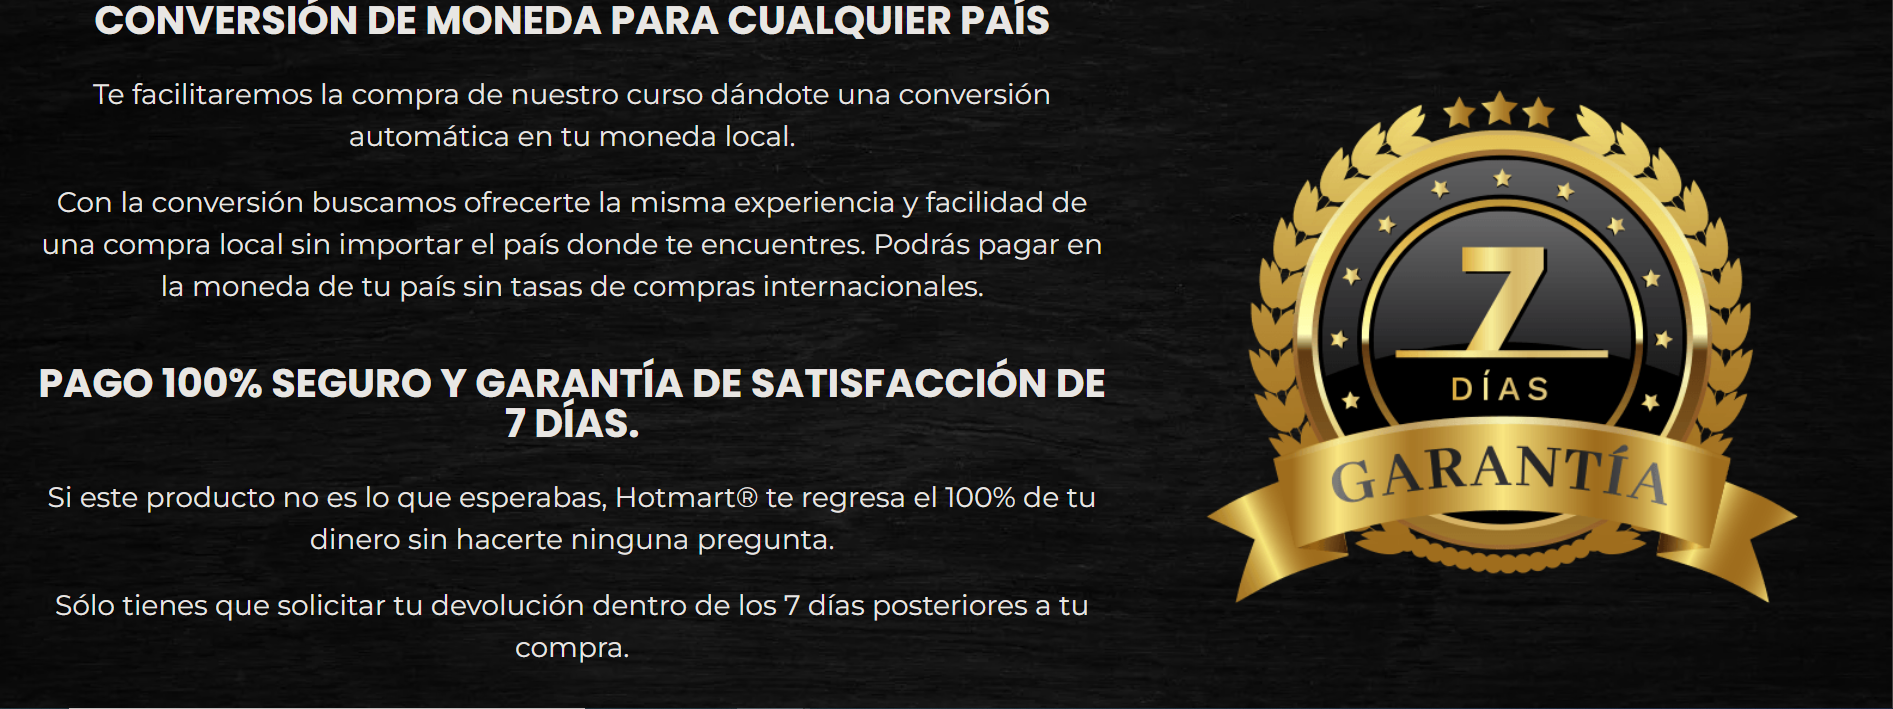 CONVERSIÓN DE MONEDA PARA CUALQUIER PAÍS
Te facilitaremos la compra de nuestro curso dándote una conversión
automática en tu moneda local.
Con la conversión buscamos ofrecerte la misma experiencia y facilidad de
una compra local sin importar el país donde te encuentres. Podrás pagar en
la moneda de tu país sin tasas de compras internacionales.
PAGO 100% SEGURO Y GARANTÍA DE SATISFACCIÓN DE
7 DÍAS.
Si este producto no es lo que esperabas, Hotmart® te regresa el 100% de tu
dinero sin hacerte ninguna pregunta.
Sólo tienes que solicitar tu devolución dentro de los 7 días posteriores a tu
compra.
7
DÍAS
GARANTÍA